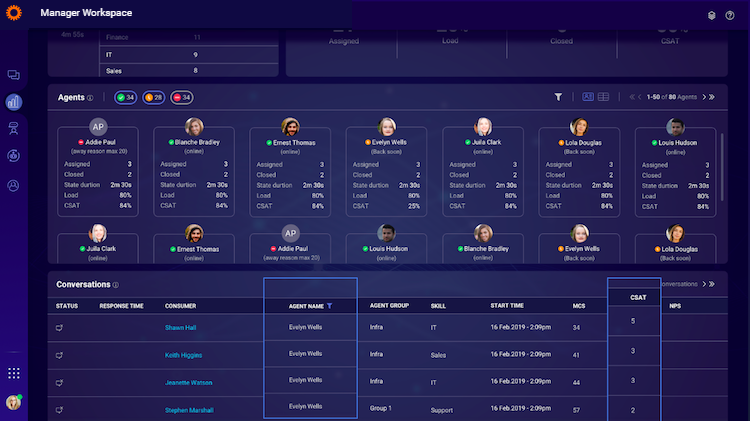 Manager Workspace
4m 55s
Finance 11
IT 9
Sales 8
Assigned Load Closed CSAT
Agents 34 28 34 1-50 of 80 Agents
AP
Addie Paul Blanche Bradley Ernest Thomas Evelyn Wells Juila Clark Lola Douglas Louis Hudson
(away reason max 20) (online) (online) (Back soon) (online) (Back soon) (online)
Assigned 3 Assigned 3 Assigned 3 Assigned 3 Assigned 3 Assigned 3 Assigned 3
Closed 2 Closed 2 Closed 2 Closed 2 Closed 2 Closed 2 Closed 2
State durtion 2m 30s State durtion 2m 30s State durtion 2m 30s State durtion 2m 30s State durtion 2m 30s State durtion 2m 30s State durtion 2m 30s
Load 80% Load 80% Load 80% Load 80% Load 80% Load 80% Load 80%
CSAT 84% CSAT 84% CSAT 84% CSAT 25% CSAT 84% CSAT 84% CSAT 84%
AP
Juila Clark Ernest Thomas Addie Paul Louis Hudson Blanche Bradley Evelyn Wells Lola Douglas
(online) (online) (away reason max 20) (online) (online) (Back soon) (Back soon)
Conversations onversations
STATUS RESPONSE TIME CONSUMER AGENT NAME AGENT GROUP SKILL START TIME MCS CSAT NPS
Shawn Hall Evelyn Wells Infra IT 16 Feb 2019 - 2:09pm 34 5
Keith Higgins Evelyn Wells Infra Sales 16 Feb.2019 - 2:09pm 41 3
Jeanette Watson Evelyn Wells Infra IT 16 Feb.2019 - 2:09pm 44 3
Stephen Marshall Evelyn Wells Group 1 Support 16 Feb.2019 - 2:09pm 57 2